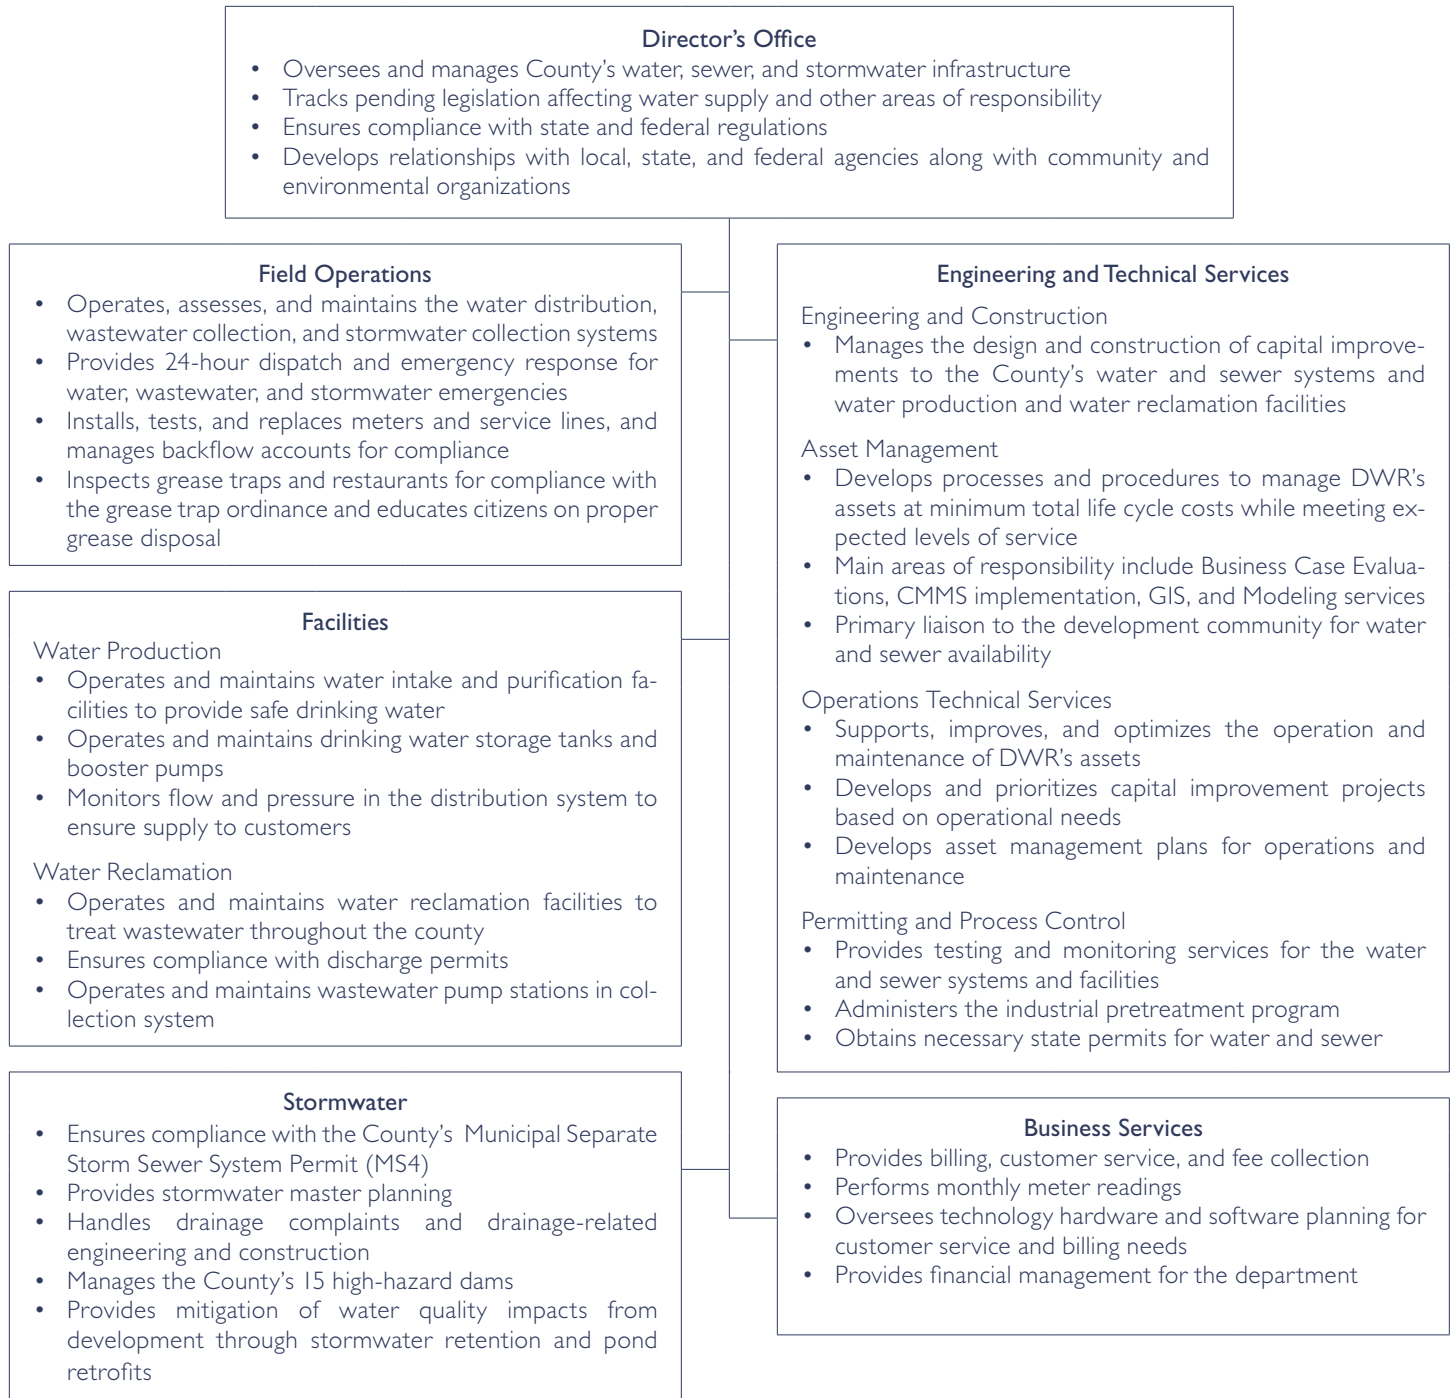 Director's Office
• Oversees and manages County's water, sewer, and stormwater infrastructure
• Tracks pending legislation affecting water supply and other areas of responsibility
• Ensures compliance with state and federal regulations
• Develops relationships with local, state, and federal agencies along with community and
environmental organizations
Field Operations
• Operates, assesses, and maintains the water distribution,
wastewater collection, and stormwater collection systems
• Provides 24-hour dispatch and emergency response for
water, wastewater, and stormwater emergencies
• Installs, tests, and replaces meters and service lines, and
manages backflow accounts for compliance
• Inspects grease traps and restaurants for compliance with
the grease trap ordinance and educates citizens on proper
grease disposal
Facilities
Water Production
• Operates and maintains water intake and purification fa-
cilities to provide safe drinking water
• Operates and maintains drinking water storage tanks and
booster pumps
• Monitors flow and pressure in the distribution system to
ensure supply to customers
Water Reclamation
• Operates and maintains water reclamation facilities to
treat wastewater throughout the county
• Ensures compliance with discharge permits
• Operates and maintains wastewater pump stations in col-
lection system
Stormwater
• Ensures compliance with the County's Municipal Separate
Storm Sewer System Permit (MS4)
• Provides stormwater master planning
• Handles drainage complaints and drainage-related
engineering and construction
• Manages the County's 15 high-hazard dams
• Provides mitigation of water quality impacts from
development through stormwater retention and pond
retrofits
Engineering and Technical Services
Engineering and Construction
• Manages the design and construction of capital improve-
ments to the County's water and sewer systems and
water production and water reclamation facilities
Asset Management
• Develops processes and procedures to manage DWR's
assets at minimum total life cycle costs while meeting ex-
pected levels of service
• Main areas of responsibility include Business Case Evalua-
tions, CMMS implementation, GIS, and Modeling services
• Primary liaison to the development community for water
and sewer availability
Operations Technical Services
• Supports, improves, and optimizes the operation and
maintenance of DWR's assets
• Develops and prioritizes capital improvement projects
based on operational needs
• Develops asset management plans for operations and
maintenance
Permitting and Process Control
• Provides testing and monitoring services for the water
and sewer systems and facilities
• Administers the industrial pretreatment program
• Obtains necessary state permits for water and sewer
Business Services
• Provides billing, customer service, and fee collection
• Performs monthly meter readings
• Oversees technology hardware and software planning for
customer service and billing needs
• Provides financial management for the department